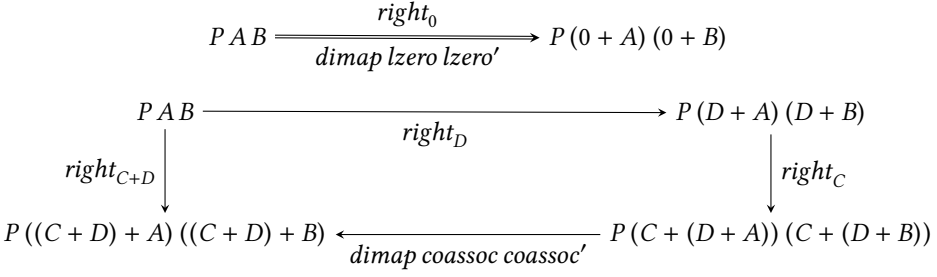 right₀
P A B P (0 + A) (0 + B)
dimap lzero lzero′
P A B P (D + A) (D + B)
right_D
right_{C+D} right_C
P ((C + D) + A) ((C + D) + B) P (C + (D + A)) (C + (D + B))
dimap coassoc coassoc′